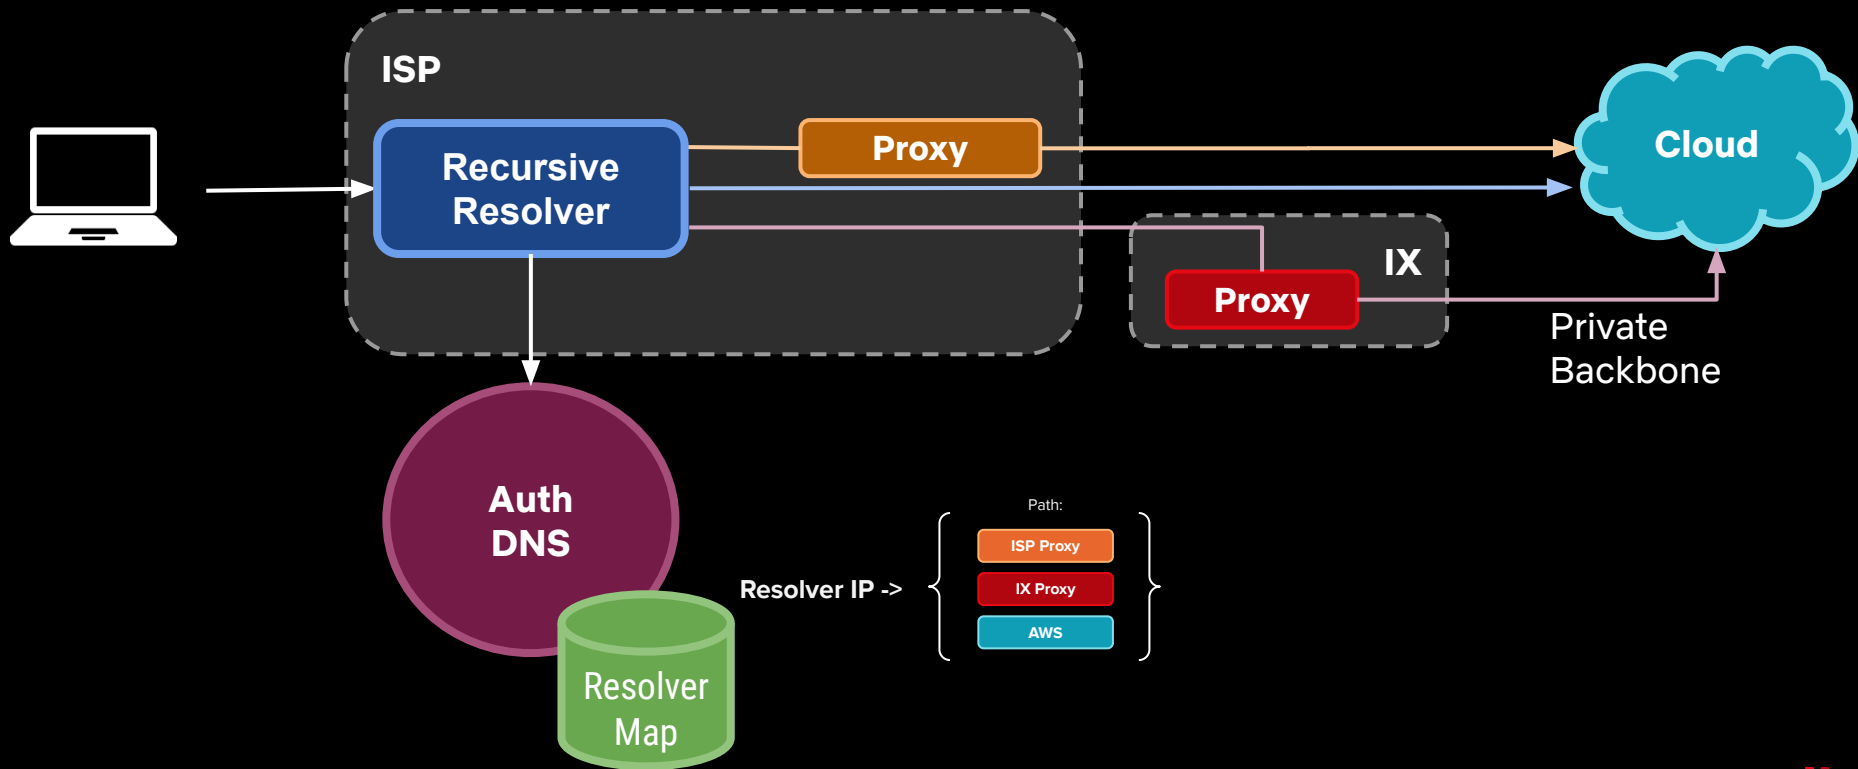 ISP
Recursive
Resolver
Proxy
Cloud
IX
Proxy
Private
Backbone
Auth
DNS
Resolver
Map
Resolver IP ->
Path:
ISP Proxy
IX Proxy
AWS